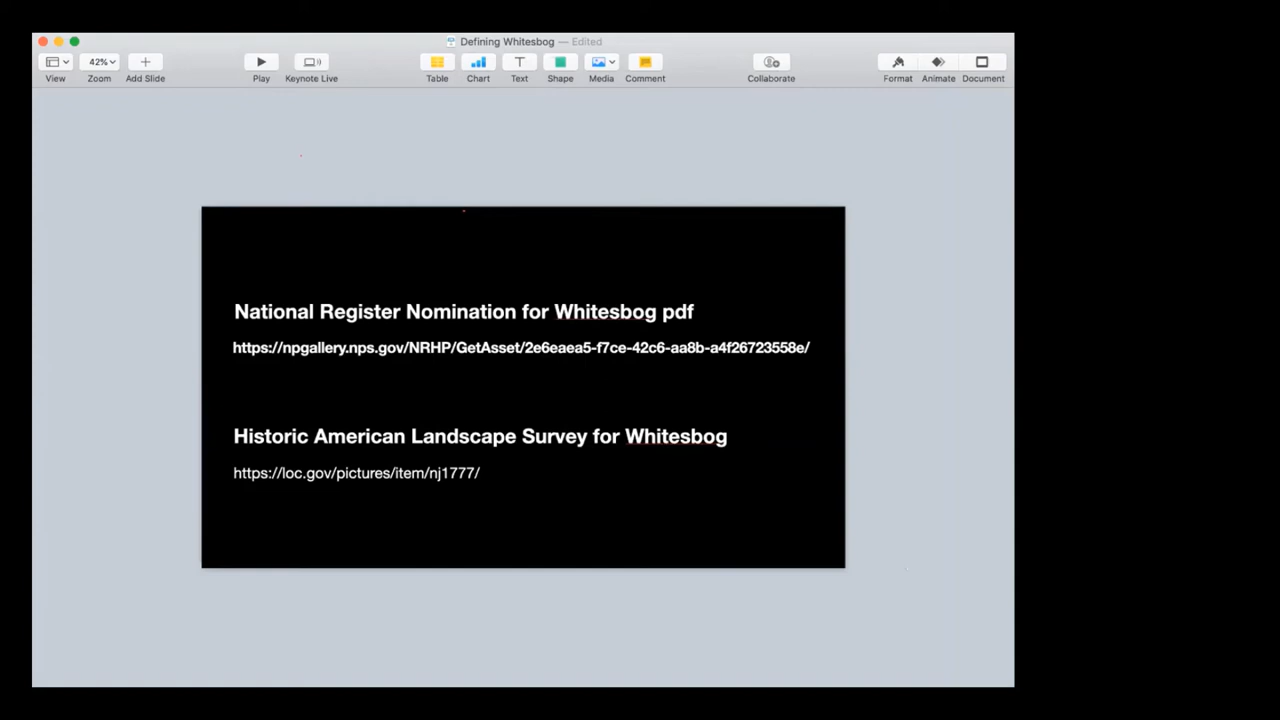 Defining Whitesbog — Edited
42%
View Zoom Add Slide Play Keynote Live Table Chart Text Shape Media Comment Collaborate Format Animate Document
National Register Nomination for Whitesbog pdf
https://npgallery.nps.gov/NRHP/GetAsset/2e6eaea5-f7ce-42c6-aa8b-a4f26723558e/
Historic American Landscape Survey for Whitesbog
https://loc.gov/pictures/item/nj1777/